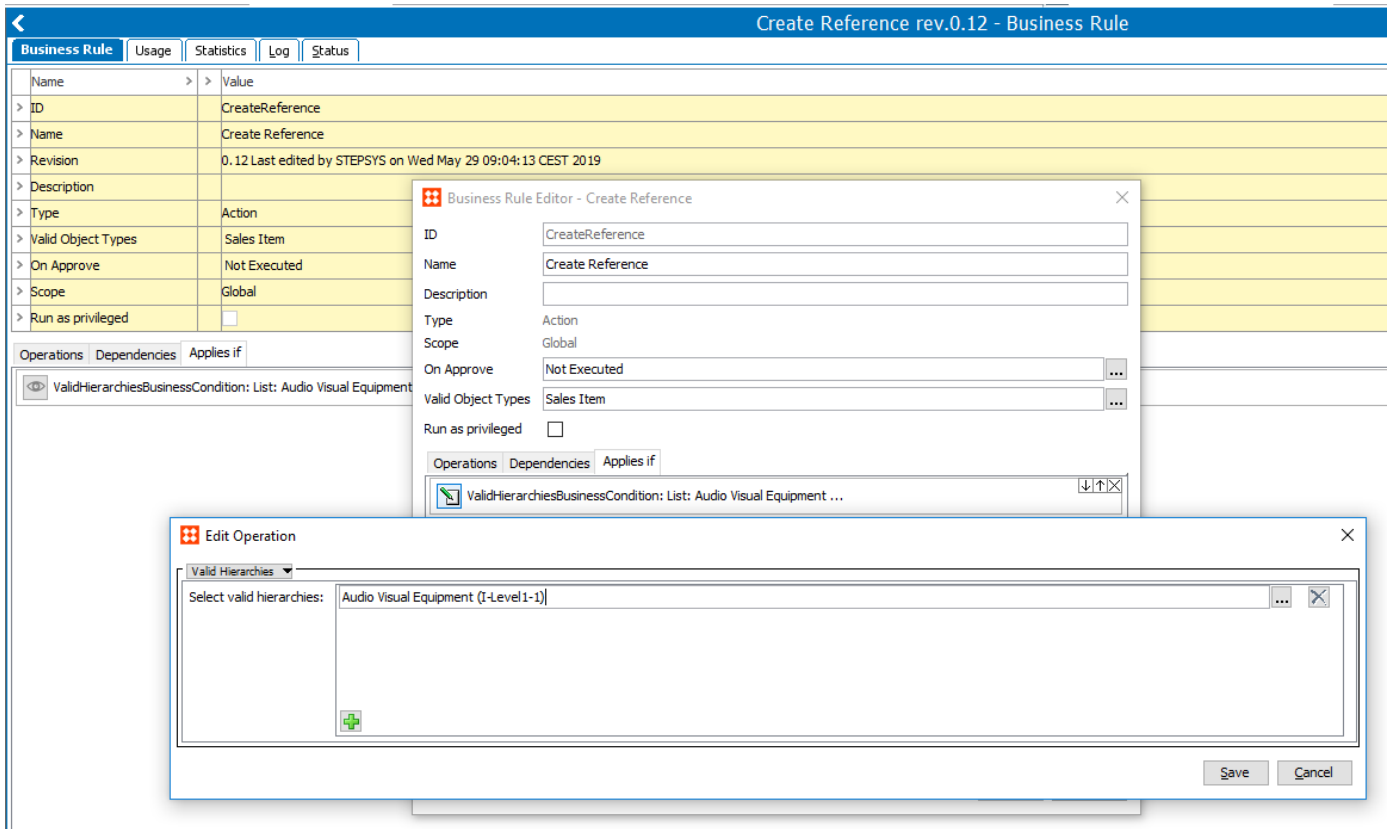 Create Reference rev.0.12 - Business Rule
Business Rule Usage Statistics Log Status
Name > > Value
> ID CreateReference
> Name Create Reference
> Revision 0.12 Last edited by STEPSYS on Wed May 29 09:04:13 CEST 2019
> Description
> Type Action
> Valid Object Types Sales Item
> On Approve Not Executed
> Scope Global
> Run as privileged
Operations Dependencies Applies if
ValidHierarchiesBusinessCondition: List: Audio Visual Equipment
Business Rule Editor - Create Reference
ID CreateReference
Name Create Reference
Description
Type Action
Scope Global
On Approve Not Executed ...
Valid Object Types Sales Item ...
Run as privileged
Operations Dependencies Applies if
ValidHierarchiesBusinessCondition: List: Audio Visual Equipment ...
Edit Operation
Valid Hierarchies
Select valid hierarchies: Audio Visual Equipment (I-Level1-1) ...
Save Cancel